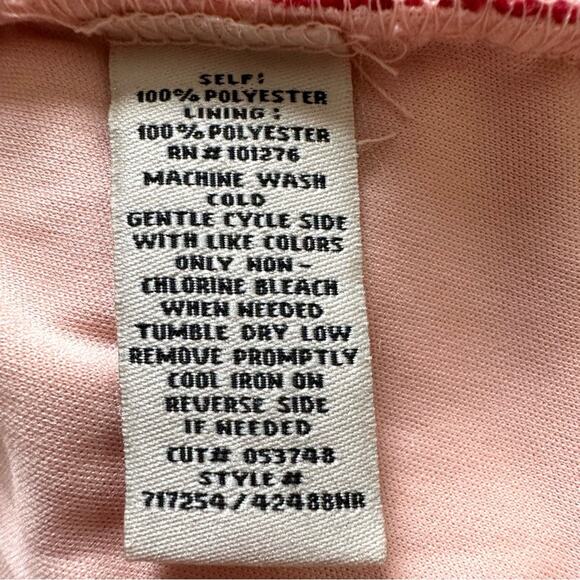 SELF:
100% POLYESTER
LINING:
100% POLYESTER
RN# 101276
MACHINE WASH
COLD
GENTLE CYCLE SIDE
WITH LIKE COLORS
ONLY NON-
CHLORINE BLEACH
WHEN NEEDED
TUMBLE DRY LOW
REMOVE PROMPTLY
COOL IRON ON
REVERSE SIDE
IF NEEDED
CUT# 053748
STYLE#
717254/42488NR